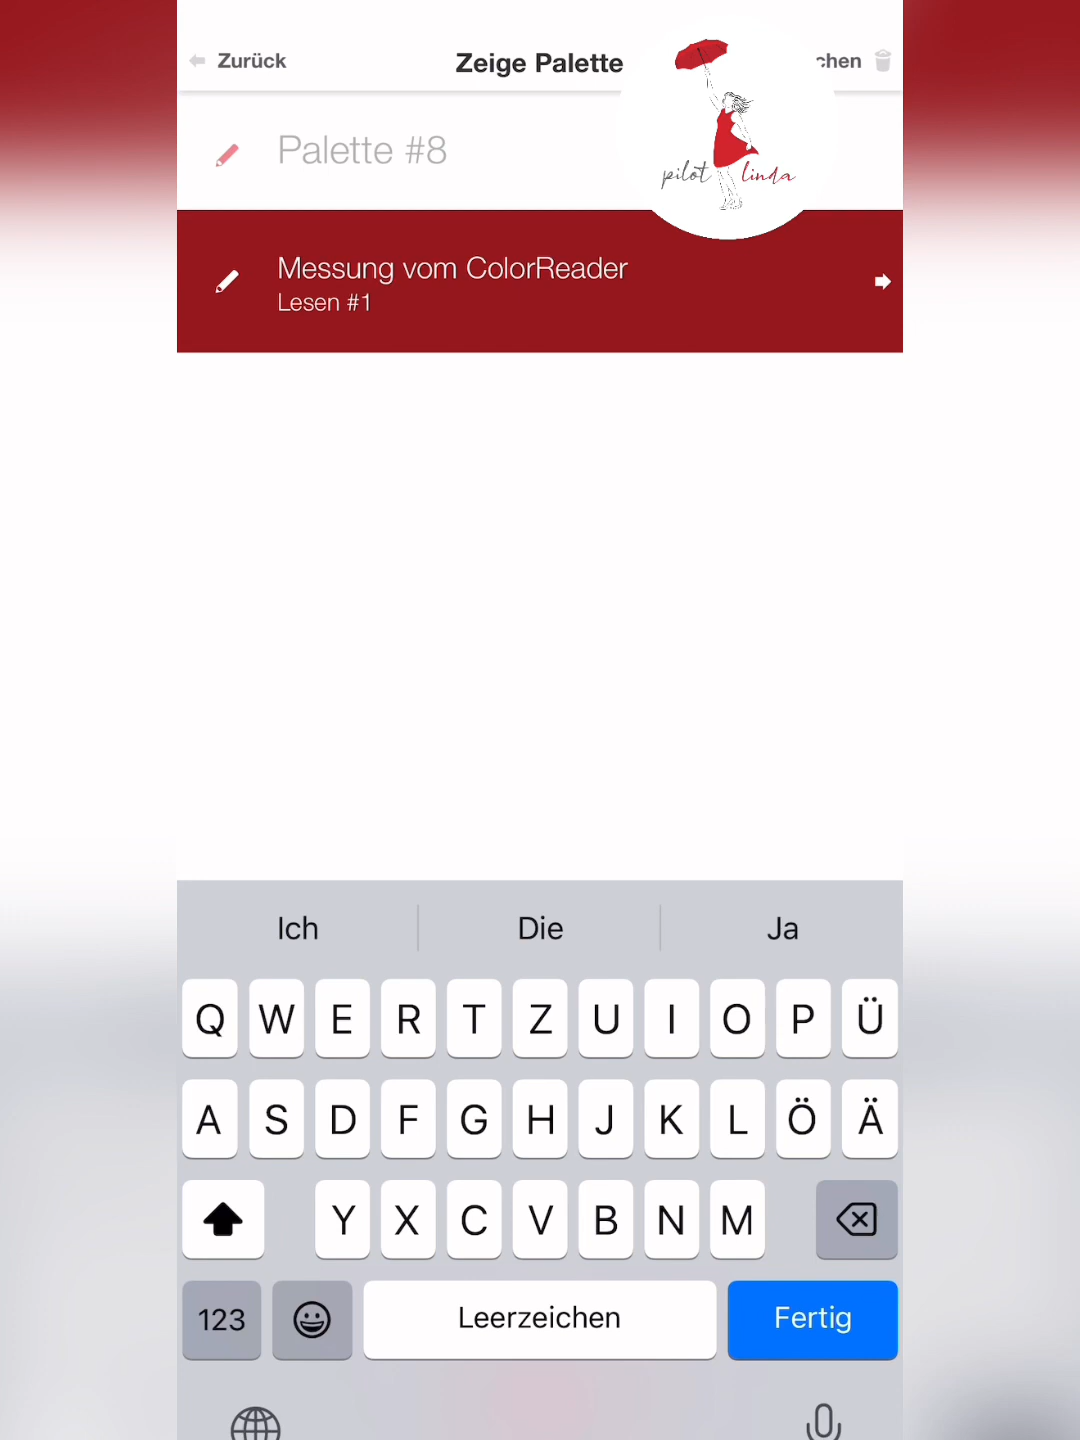 Zurück
Zeige Palette
chen
Palette #8
pilot linda
Messung vom ColorReader
Lesen #1
Ich Die Ja
Q W E R T Z U I O P Ü
A S D F G H J K L Ö Ä
Y X C V B N M
123 Leerzeichen Fertig